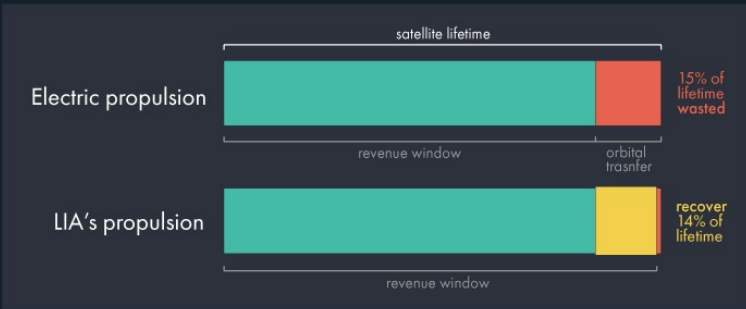 satellite lifetime
Electric propulsion
15% of
lifetime
wasted
revenue window
orbital
trasnfer
LIA's propulsion
recover
14% of
lifetime
revenue window